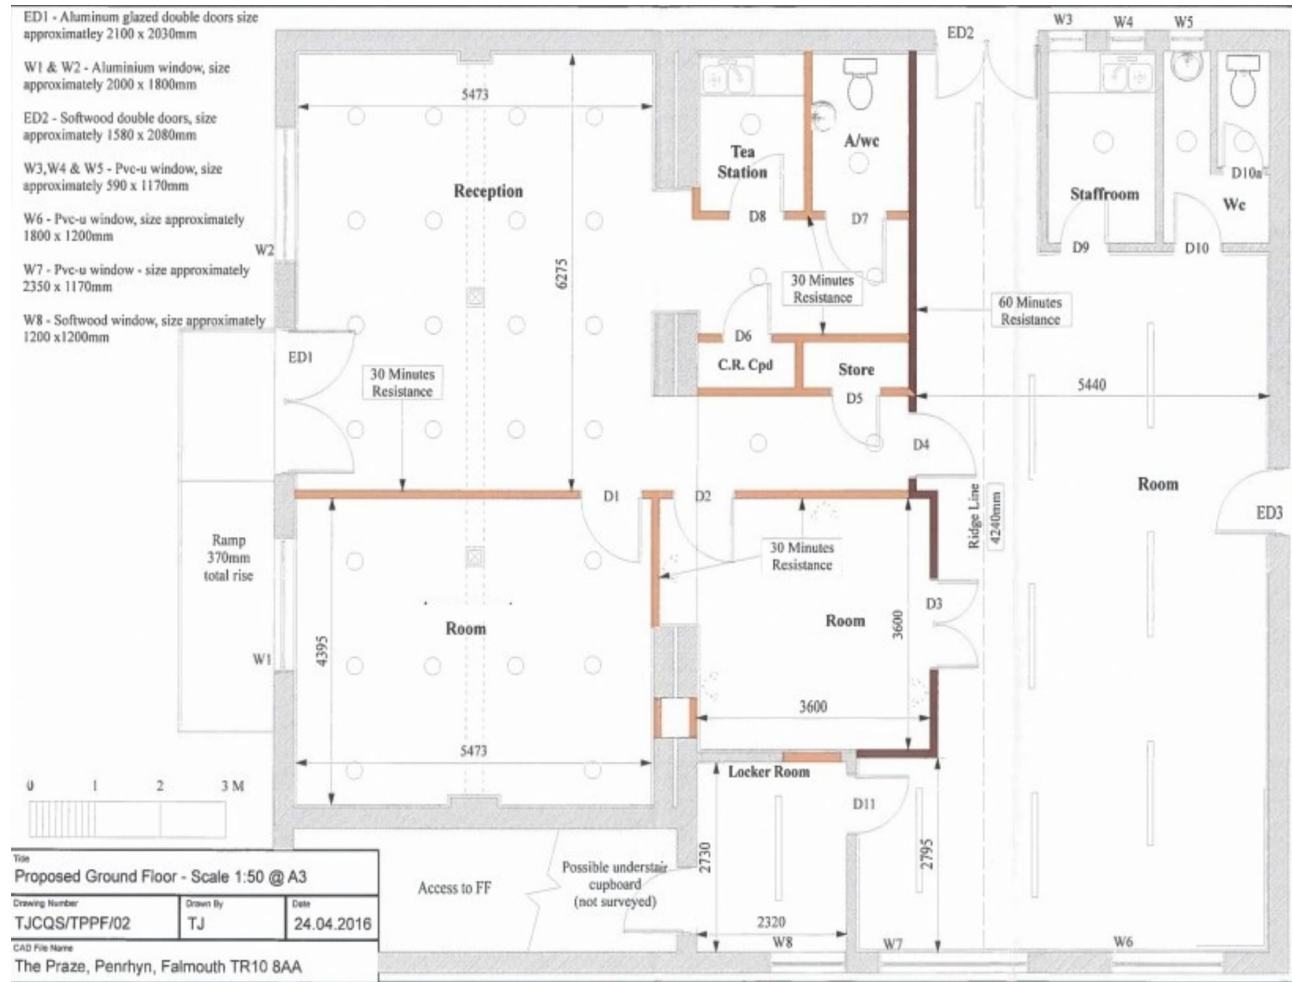 ED1 - Aluminum glazed double doors size
approximatley 2100 x 2030mm
W1 & W2 - Aluminium window, size
approximately 2000 x 1800mm
ED2 - Softwood double doors, size
approximately 1580 x 2080mm
W3,W4 & W5 - Pvc-u window, size
approximately 590 x 1170mm
W6 - Pvc-u window, size approximately
1800 x 1200mm
W7 - Pvc-u window - size approximately
2350 x 1170mm
W8 - Softwood window, size approximately
1200 x1200mm
ED2
W3
W4
W5
5473
Tea
Station
A/wc
Reception
Staffroom
D10a
Wc
D8
D7
D9
D10
W2
6275
30 Minutes
Resistance
60 Minutes
Resistance
D6
ED1
C.R. Cpd
Store
30 Minutes
Resistance
D5
5440
D4
Room
D1
D2
ED3
Ridge Line
4240mm
Ramp
370mm
total rise
30 Minutes
Resistance
D3
Room
Room
3600
4395
W1
3600
5473
Locker Room
D11
0 1 2 3 M
2730
2795
Access to FF
Possible understair
cupboard
(not surveyed)
2320
W8
W7
W6
Title
Proposed Ground Floor - Scale 1:50 @ A3
Drawing Number
Drawn By
Date
TJCQS/TPPF/02
TJ
24.04.2016
CAD File Name
The Praze, Penrhyn, Falmouth TR10 8AA